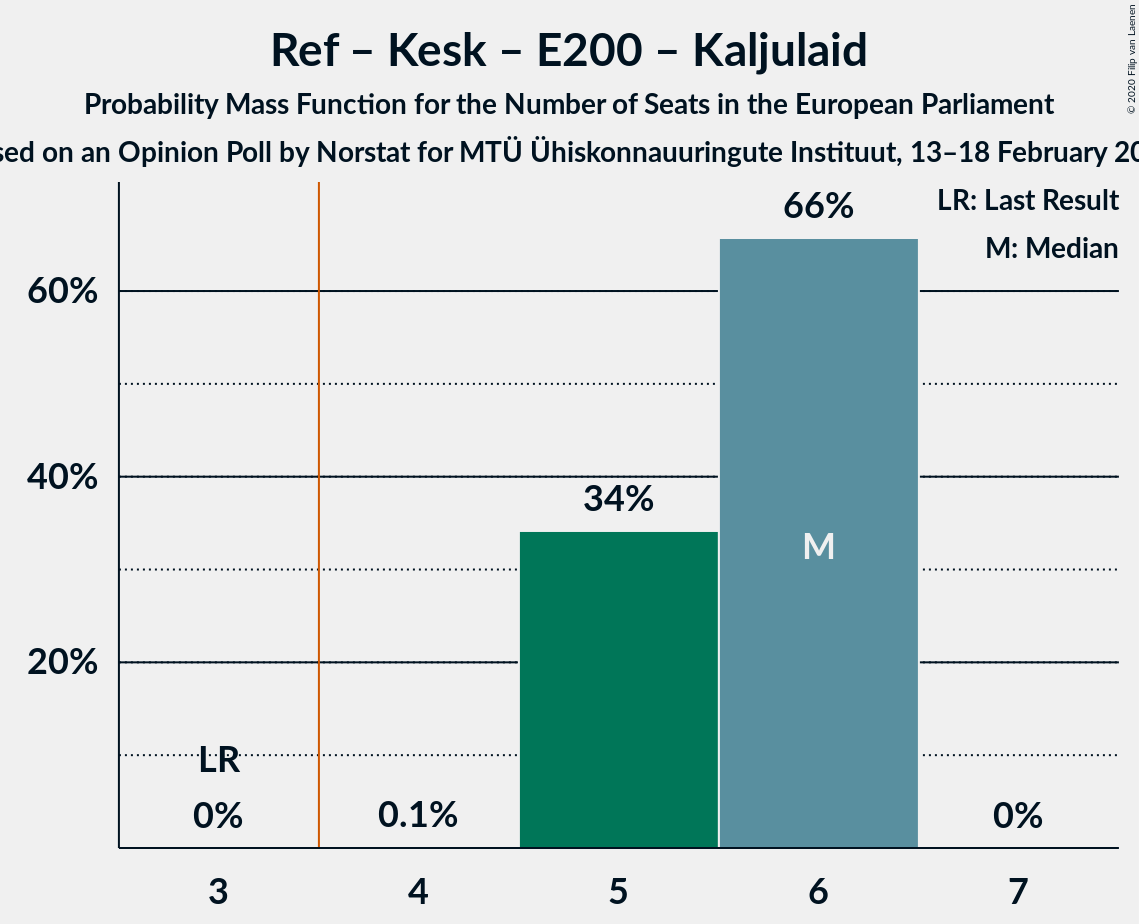 Ref – Kesk – E200 – Kaljulaid
Probability Mass Function for the Number of Seats in the European Parliament
on an Opinion Poll by Norstat for MTÜ Ühiskonnauuringute Instituut, 13–18 February
© 2020 Filip van Laenen
LR: Last Result
M: Median
66%
60%
40%
34%
M
20%
LR
0%
0.1%
0%
3
4
5
6
7